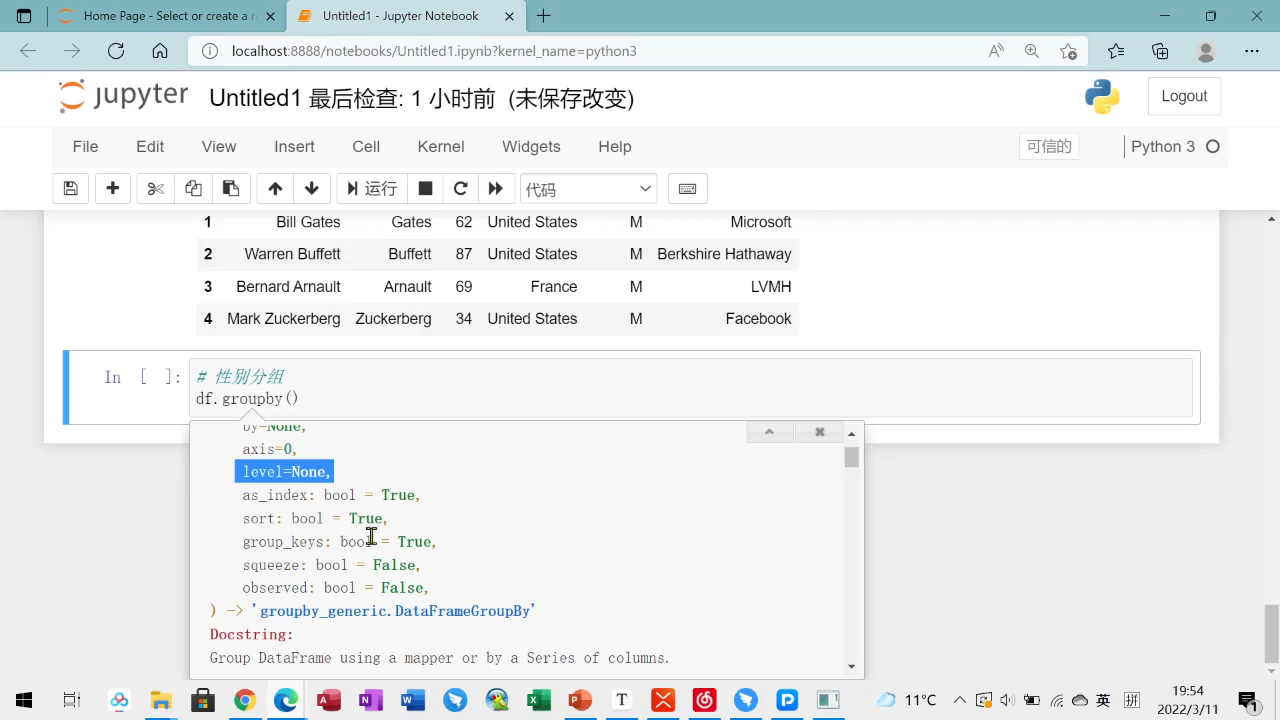 Home Page - Select or create a n
Untitled1 - Jupyter Notebook
localhost:8888/notebooks/Untitled1.ipynb?kernel_name=python3
jupyter
Untitled1 最后检查: 1 小时前 (未保存改变)
Logout
File Edit View Insert Cell Kernel Widgets Help
可信的
Python 3
运行
代码
1 Bill Gates Gates 62 United States M Microsoft
2 Warren Buffett Buffett 87 United States M Berkshire Hathaway
3 Bernard Arnault Arnault 69 France M LVMH
4 Mark Zuckerberg Zuckerberg 34 United States M Facebook
In [ ]:
# 性别分组
df.groupby()
by=None,
axis=0,
level=None,
as_index: bool = True,
sort: bool = True,
group_keys: bool = True,
squeeze: bool = False,
observed: bool = False,
) -> 'groupby_generic.DataFrameGroupBy'
Docstring:
Group DataFrame using a mapper or by a Series of columns.
11°C
英
拼
19:54
2022/3/11
1